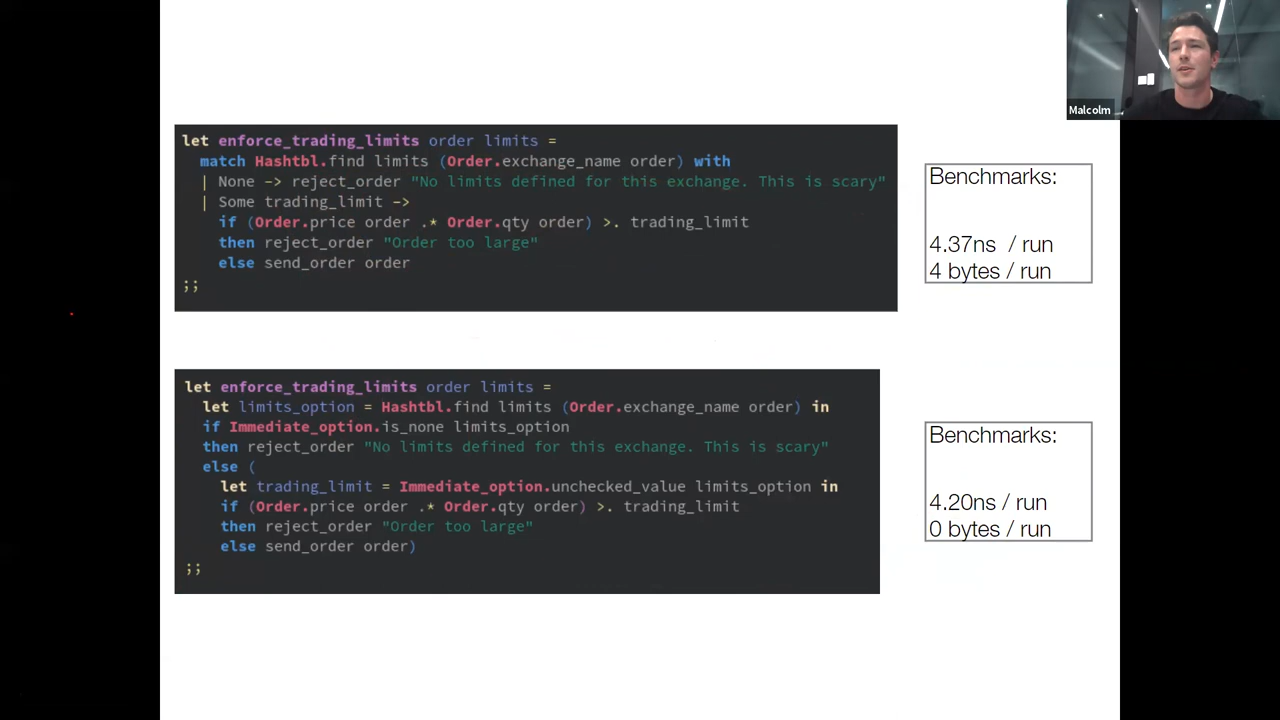 Malcolm
let enforce_trading_limits order limits =
match Hashtbl.find limits (Order.exchange_name order) with
| None -> reject_order "No limits defined for this exchange. This is scary"
| Some trading_limit ->
if (Order.price order .* Order.qty order) >. trading_limit
then reject_order "Order too large"
else send_order order
;;
Benchmarks:
4.37ns / run
4 bytes / run
let enforce_trading_limits order limits =
let limits_option = Hashtbl.find limits (Order.exchange_name order) in
if Immediate_option.is_none limits_option
then reject_order "No limits defined for this exchange. This is scary"
else (
let trading_limit = Immediate_option.unchecked_value limits_option in
if (Order.price order .* Order.qty order) >. trading_limit
then reject_order "Order too large"
else send_order order)
;;
Benchmarks:
4.20ns / run
0 bytes / run